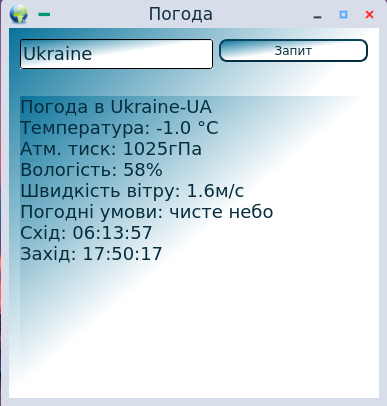 Погода
Ukraine
Запит
Погода в Ukraine-UA
Температура: -1.0 °C
Атм. тиск: 1025гПа
Вологість: 58%
Швидкість вітру: 1.6м/с
Погодні умови: чисте небо
Схід: 06:13:57
Захід: 17:50:17